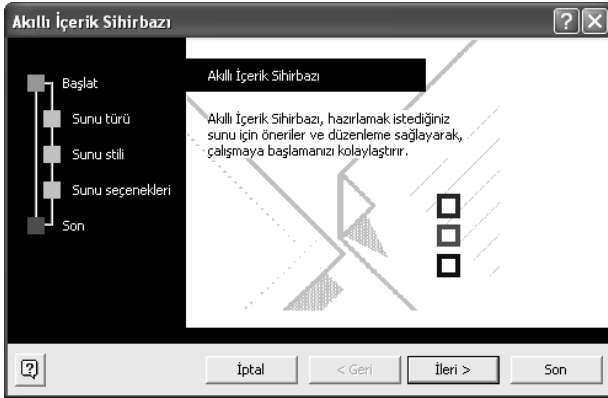 Akıllı İçerik Sihirbazı
Başlat
Sunu türü
Sunu stili
Sunu seçenekleri
Son
Akıllı İçerik Sihirbazı
Akıllı İçerik Sihirbazı, hazırlamak istediğiniz
sunu için öneriler ve düzenleme sağlayarak,
çalışmaya başlamanızı kolaylaştırır.
İptal
< Geri
İleri >
Son